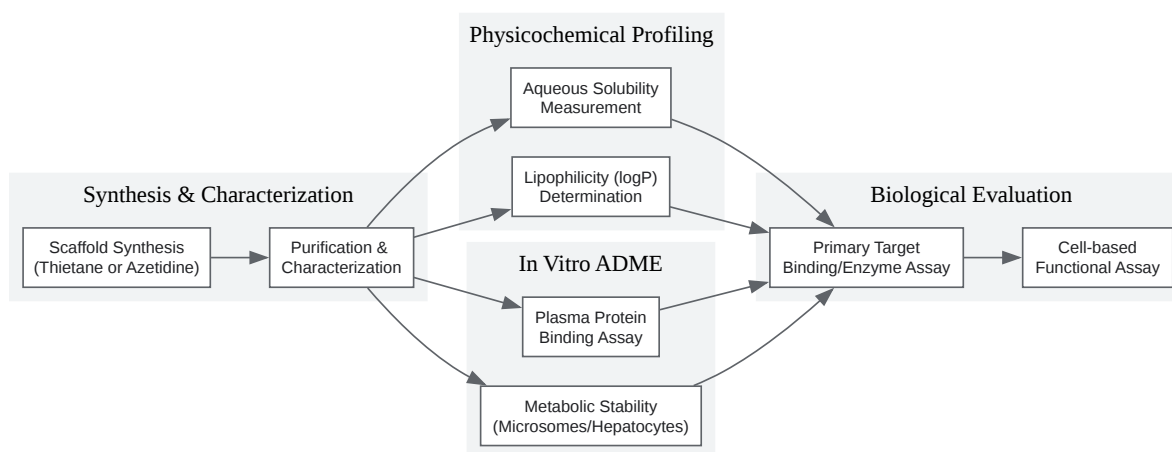 Physicochemical Profiling
Aqueous Solubility
Measurement
Lipophilicity (logP)
Determination
Synthesis & Characterization
Scaffold Synthesis
(Thietane or Azetidine)
Purification &
Characterization
In Vitro ADME
Plasma Protein
Binding Assay
Metabolic Stability
(Microsomes/Hepatocytes)
Biological Evaluation
Primary Target
Binding/Enzyme Assay
Cell-based
Functional Assay